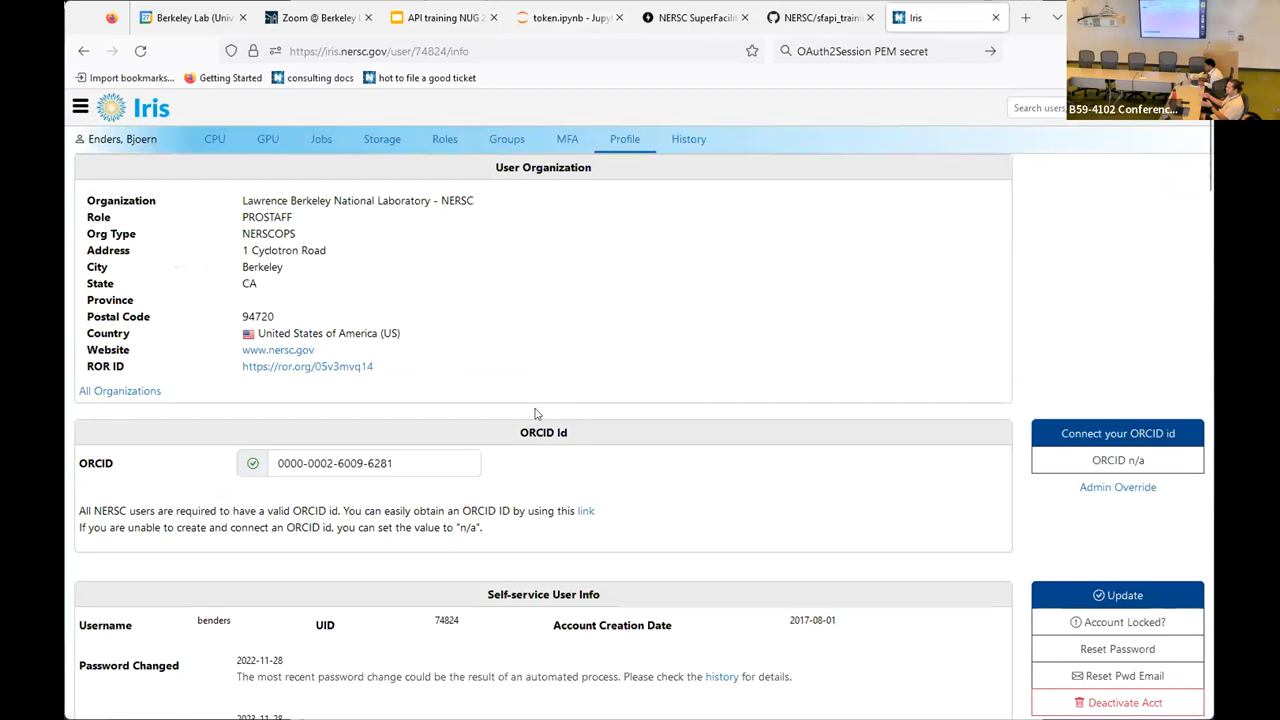 Berkeley Lab (Univ
Zoom @ Berkeley L
API training NUG 2
token.ipynb - Jupyt
NERSC SuperFacilit
NERSC/sfapi_traini
Iris
https://iris.nersc.gov/user/74824/info
OAuth2Session PEM secret
Import bookmarks...
Getting Started
consulting docs
hot to file a good ticket
B59-4102 Conferenc...
Iris
Search users
Enders, Bjoern
CPU
GPU
Jobs
Storage
Roles
Groups
MFA
Profile
History
User Organization
Organization Lawrence Berkeley National Laboratory - NERSC
Role PROSTAFF
Org Type NERSCOPS
Address 1 Cyclotron Road
City Berkeley
State CA
Province
Postal Code 94720
Country United States of America (US)
Website www.nersc.gov
ROR ID https://ror.org/05v3mvq14
All Organizations
ORCID Id
ORCID 0000-0002-6009-6281
All NERSC users are required to have a valid ORCID id. You can easily obtain an ORCID ID by using this link
If you are unable to create and connect an ORCID id, you can set the value to "n/a".
Connect your ORCID id
ORCID n/a
Admin Override
Self-service User Info
Username benders UID 74824 Account Creation Date 2017-08-01
Password Changed 2022-11-28
The most recent password change could be the result of an automated process. Please check the history for details.
2023-11-28
Update
Account Locked?
Reset Password
Reset Pwd Email
Deactivate Acct